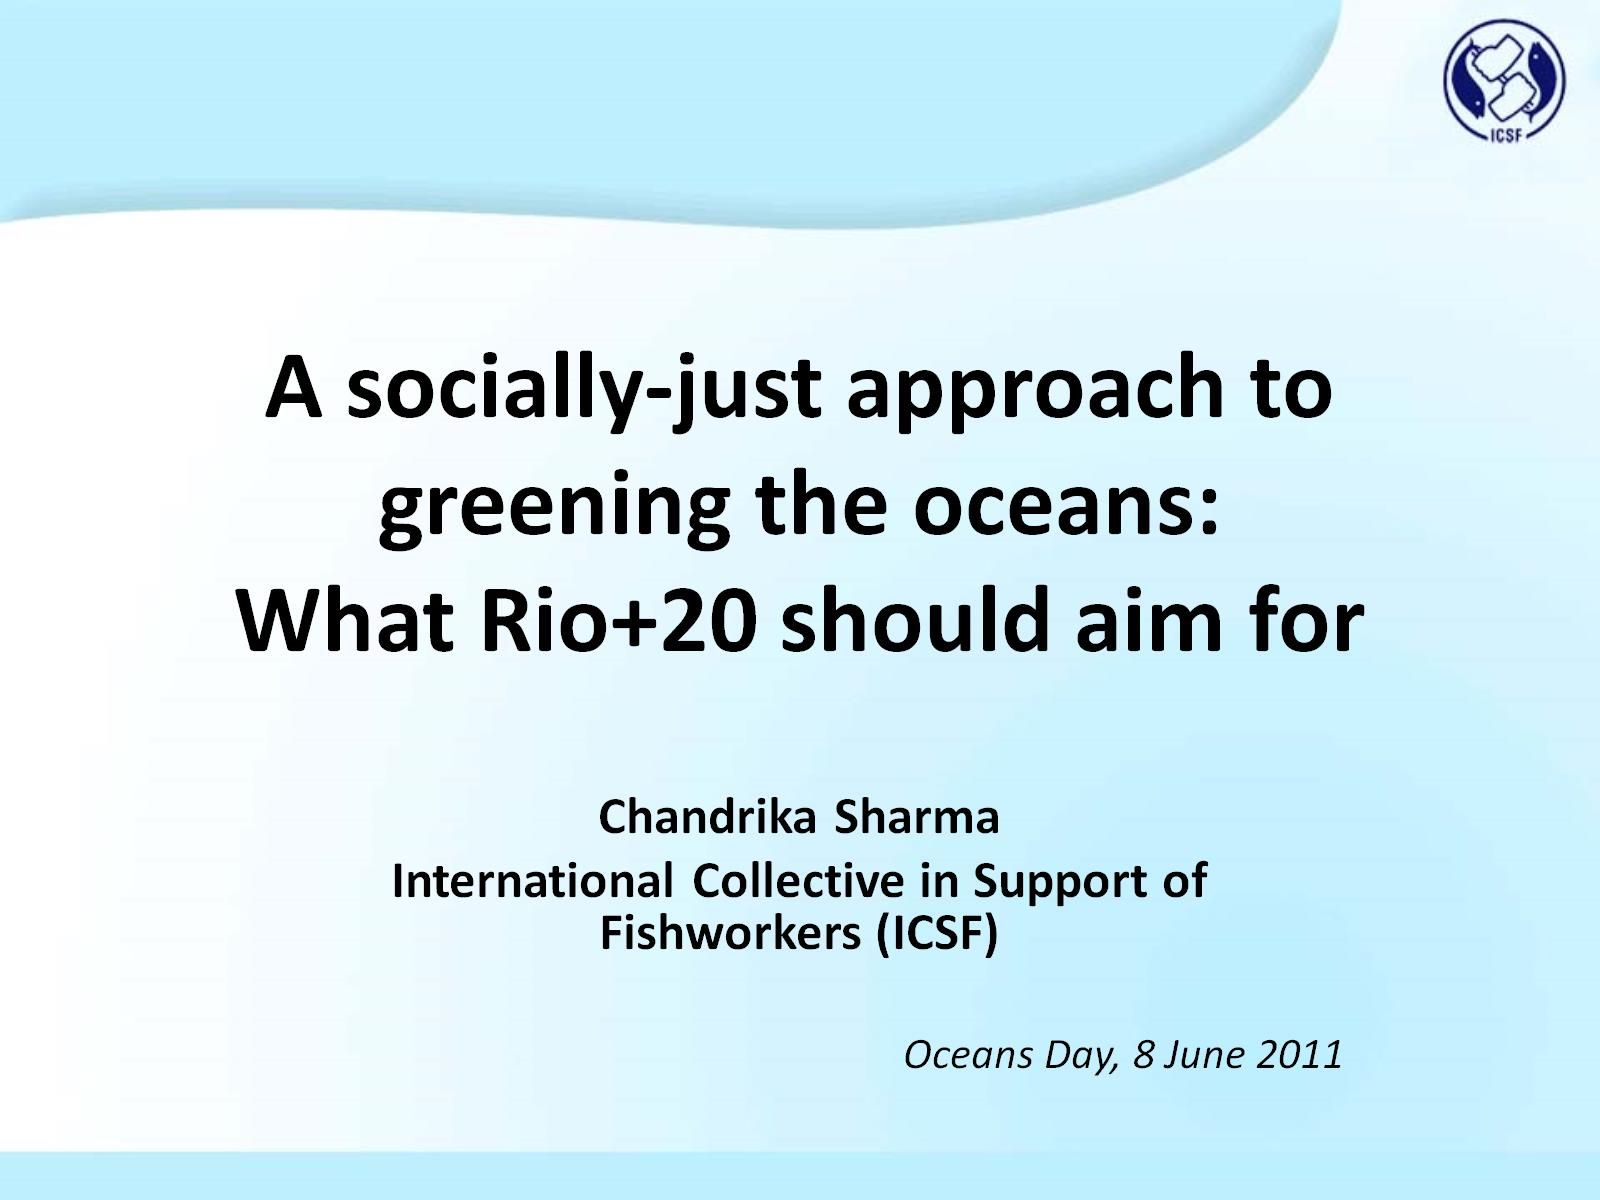 ICSF
A socially-just approach to
greening the oceans:
What Rio+20 should aim for
Chandrika Sharma
International Collective in Support of
Fishworkers (ICSF)
Oceans Day, 8 June 2011